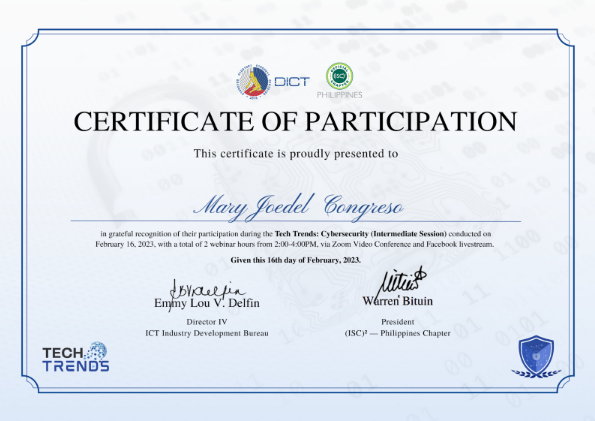 DICT
ISC
PHILIPPINES
CERTIFICATE OF PARTICIPATION
This certificate is proudly presented to
Mary Joedel Congreso
in grateful recognition of their participation during the Tech Trends: Cybersecurity (Intermediate Session) conducted on
February 16, 2023, with a total of 2 webinar hours from 2:00-4:00PM, via Zoom Video Conference and Facebook livestream.
Given this 16th day of February, 2023.
Emmy Lou V. Delfin
Director IV
ICT Industry Development Bureau
Warren Bituin
President
(ISC)² — Philippines Chapter
TECH
TRENDS